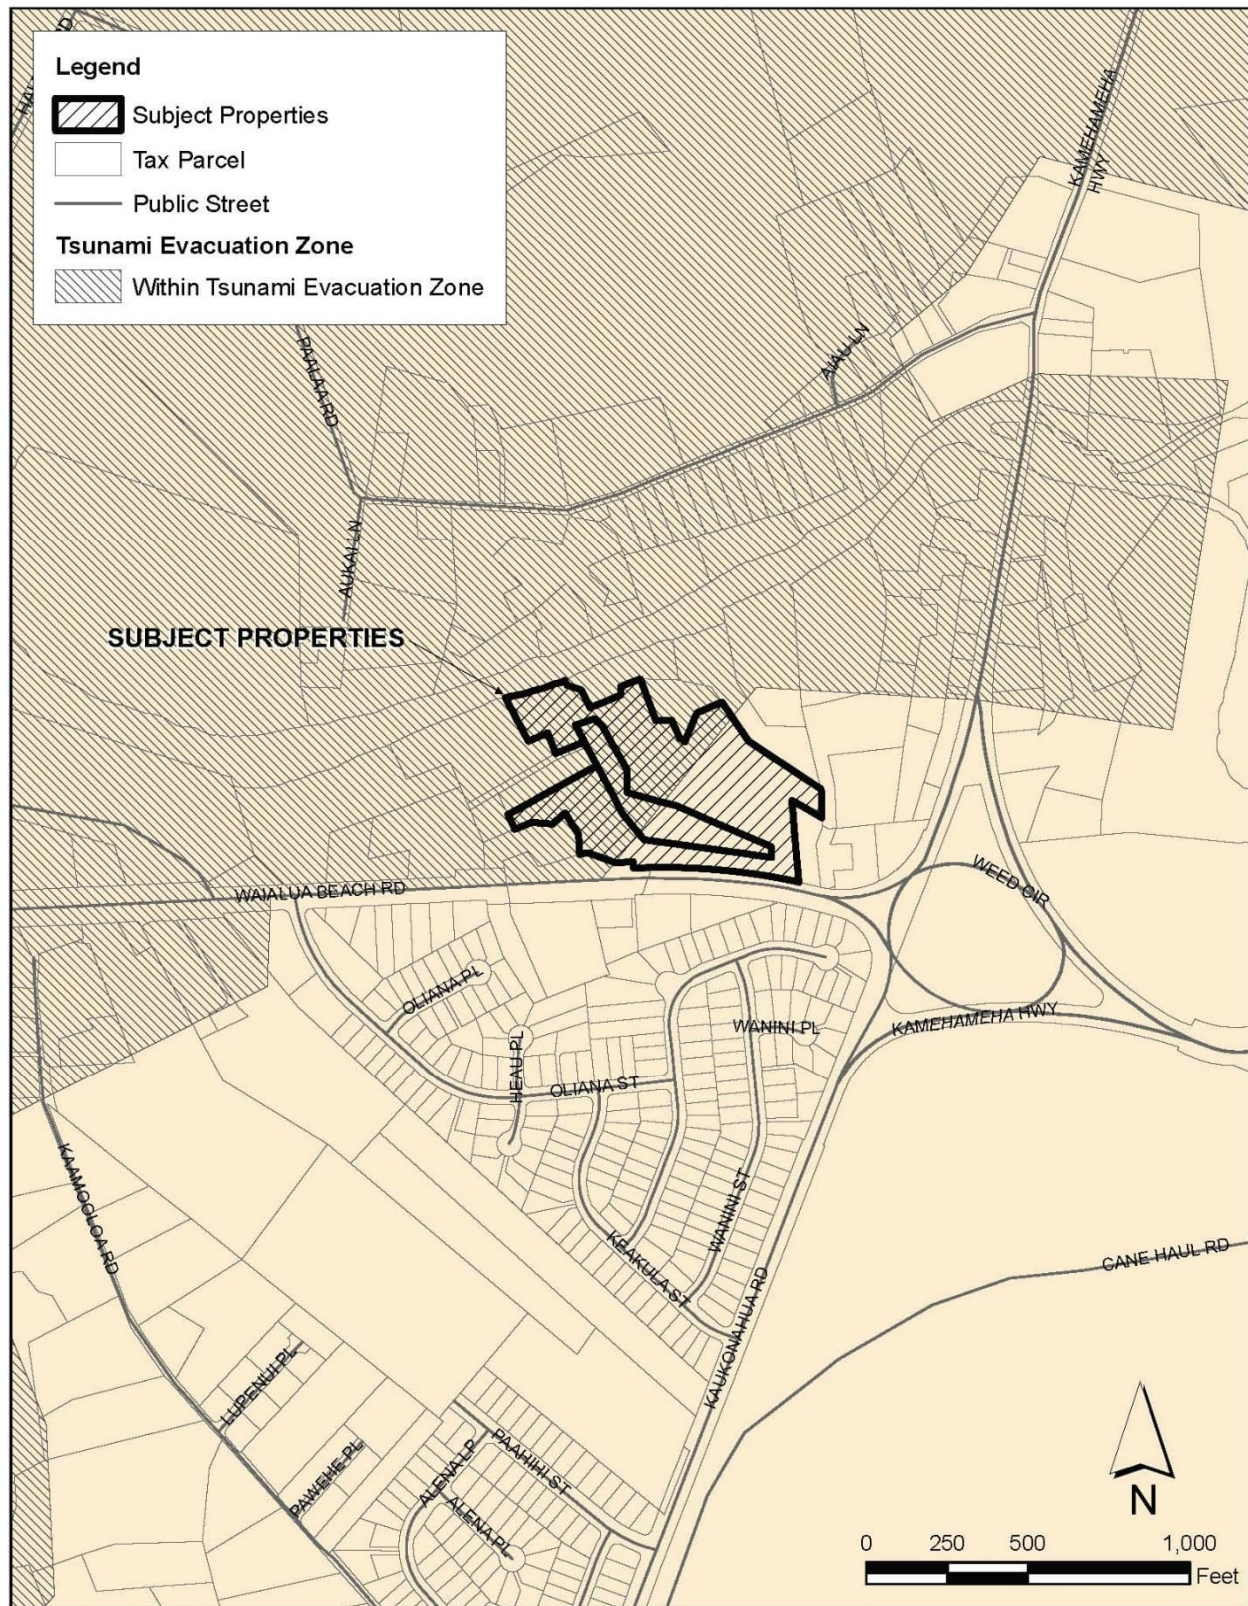 Legend
Subject Properties
Tax Parcel
Public Street
Tsunami Evacuation Zone
Within Tsunami Evacuation Zone
KAMEHAMEHA
HWY
PAALAA RD
AIAU LN
AUKAI LN
SUBJECT PROPERTIES
WAIALUA BEACH RD
WEED CIR
OLIANA PL
WANINI PL
KAMEHAMEHA HWY
HEAU PL
OLIANA ST
KAAMOOLOA RD
WANINI ST
KEAKULA ST
CANE HAUL RD
KAUKONAHUA RD
LUPENUI PL
PAWEHE PL
ALENA LP
PAAHIHI ST
ALENA PL
N
0 250 500 1,000
Feet